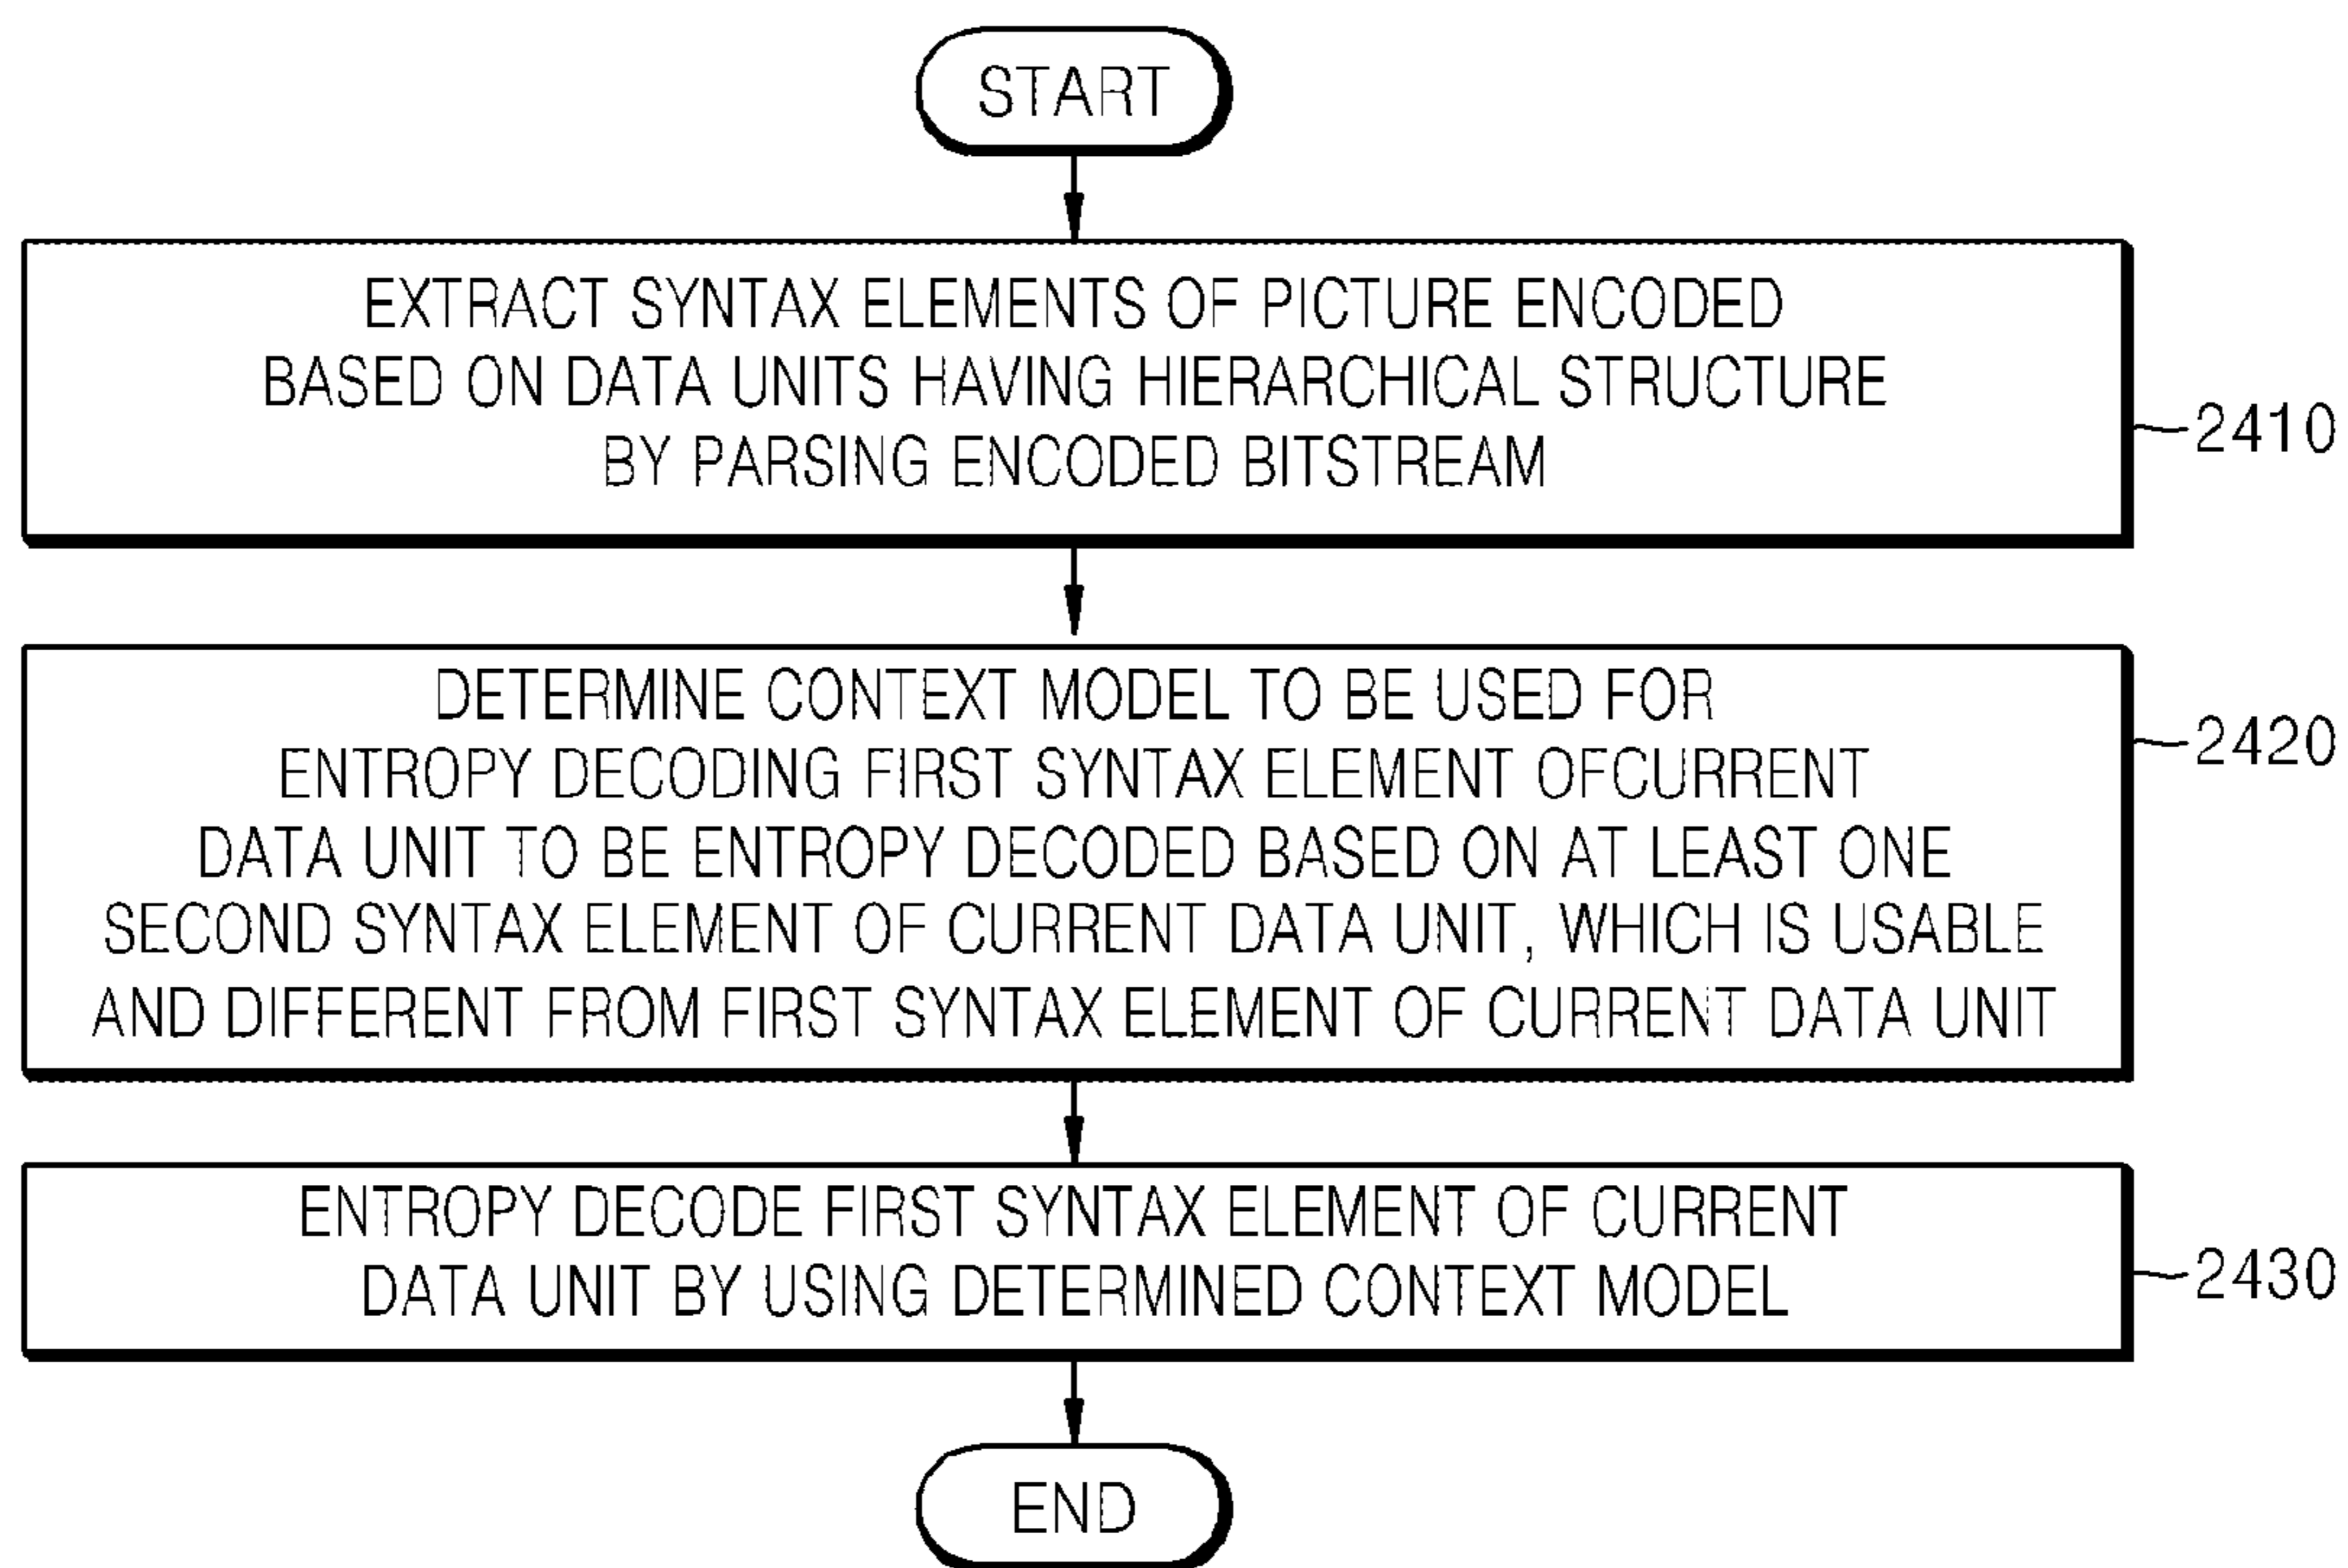 START
EXTRACT SYNTAX ELEMENTS OF PICTURE ENCODED
BASED ON DATA UNITS HAVING HIERARCHICAL STRUCTURE
BY PARSING ENCODED BITSTREAM
2410
DETERMINE CONTEXT MODEL TO BE USED FOR
ENTROPY DECODING FIRST SYNTAX ELEMENT OFCURRENT
DATA UNIT TO BE ENTROPY DECODED BASED ON AT LEAST ONE
SECOND SYNTAX ELEMENT OF CURRENT DATA UNIT, WHICH IS USABLE
AND DIFFERENT FROM FIRST SYNTAX ELEMENT OF CURRENT DATA UNIT
2420
ENTROPY DECODE FIRST SYNTAX ELEMENT OF CURRENT
DATA UNIT BY USING DETERMINED CONTEXT MODEL
2430
END